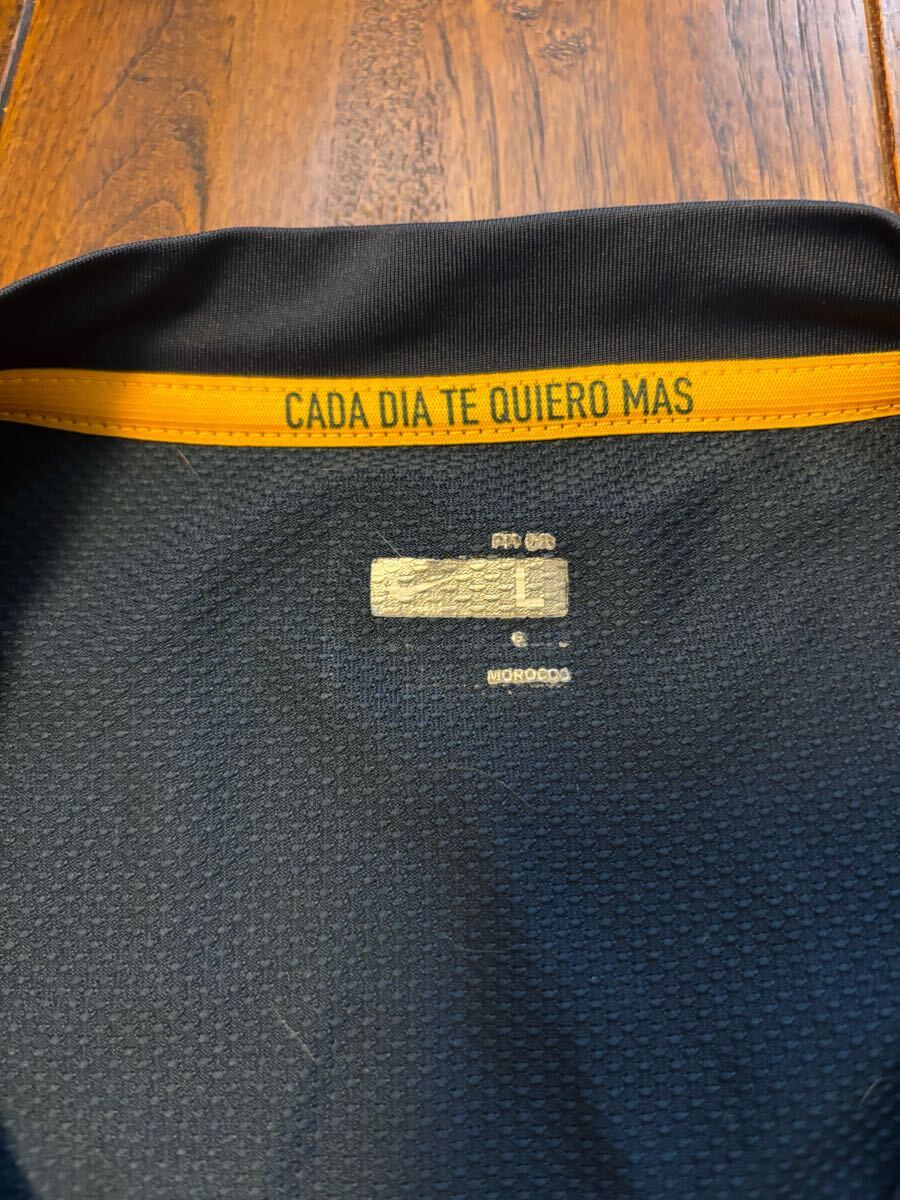 CADA DIA TE QUIERO MAS
L
MOROCCO